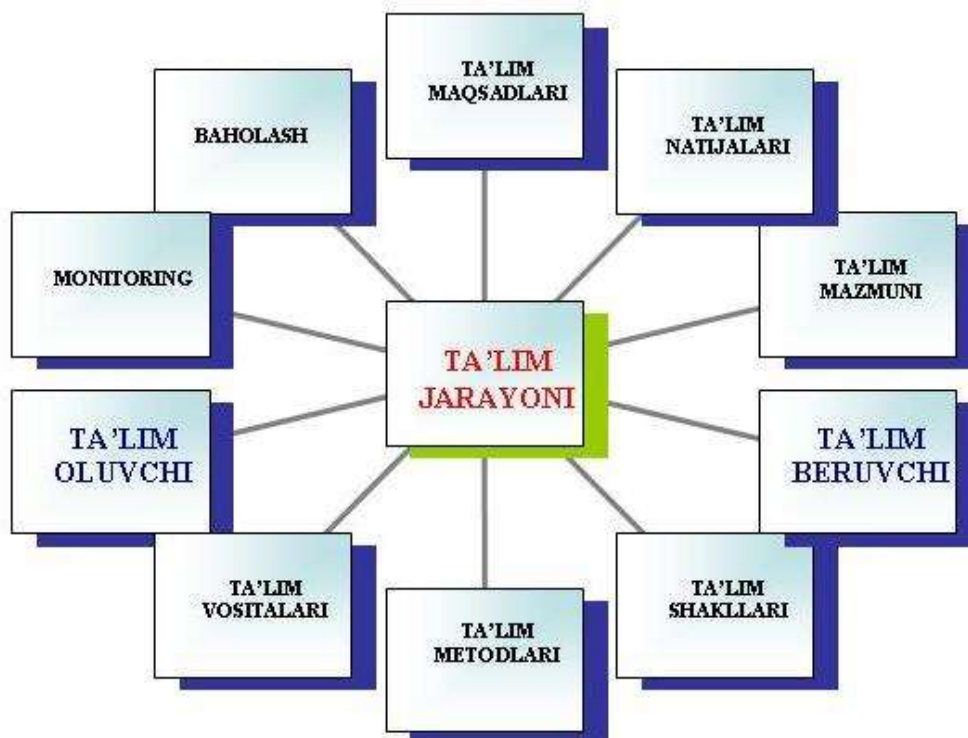 TA’LIM
MAQSADLARI
BAHOLASH
TA’LIM
NATIJALARI
MONITORING
TA’LIM
MAZMUNI
TA’LIM
JARAYONI
TA’LIM
OLUVCHI
TA’LIM
BERUVCHI
TA’LIM
VOSITALARI
TA’LIM
METODLARI
TA’LIM
SHAKLLARI